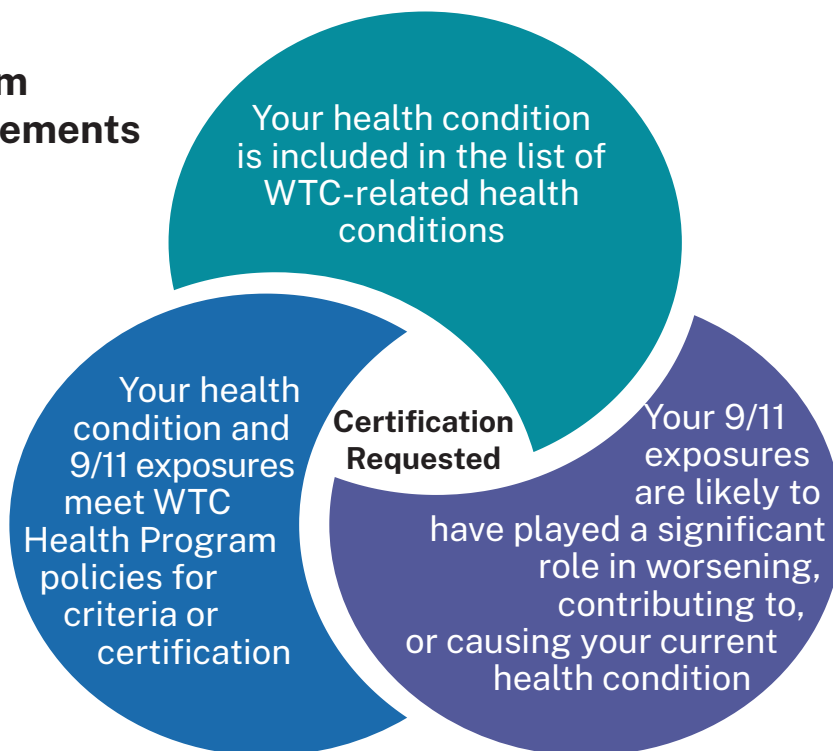 m
ements
Your health condition
is included in the list of
WTC-related health
conditions
Your health
condition and
9/11 exposures
meet WTC
Health Program
policies for
criteria or
certification
Certification
Requested
Your 9/11
exposures
are likely to
have played a significant
role in worsening,
contributing to,
or causing your current
health condition